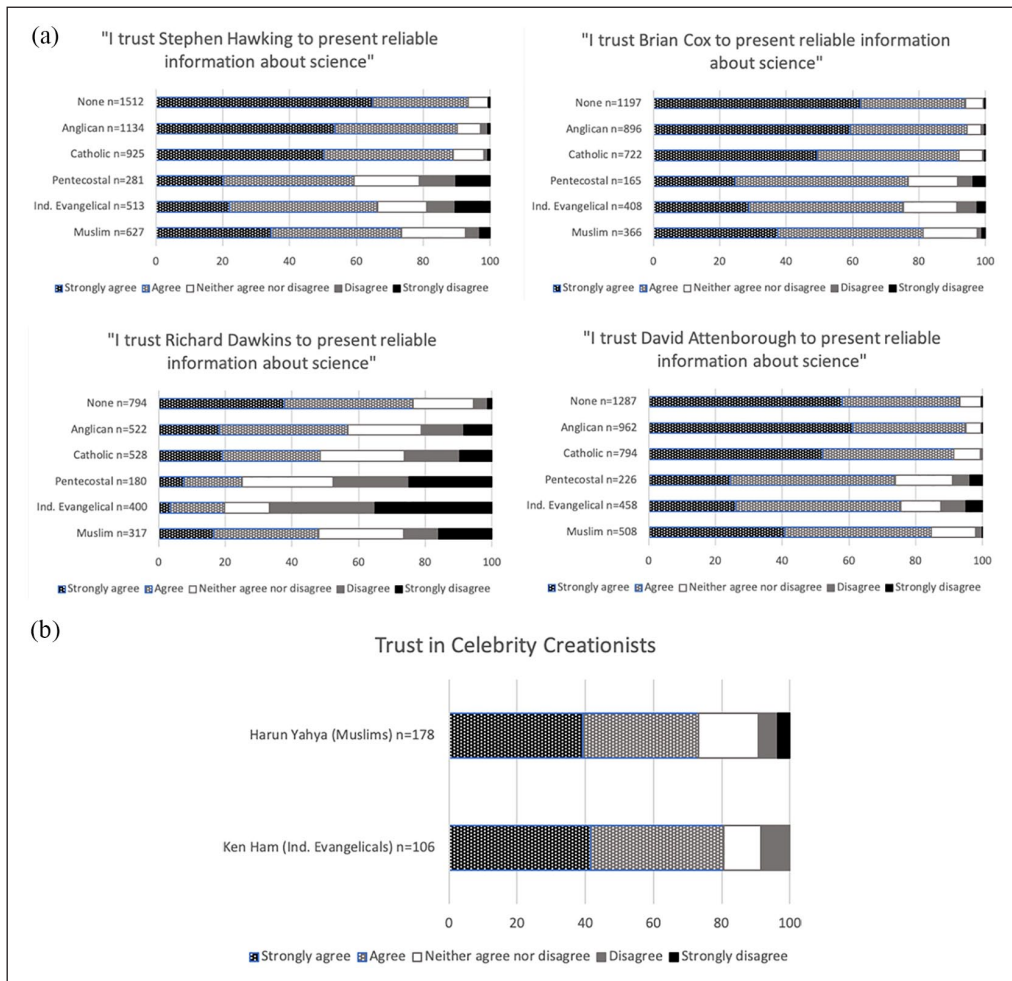 (a)
"I trust Stephen Hawking to present reliable
information about science"
None n=1512
Anglican n=1134
Catholic n=925
Pentecostal n=281
Ind. Evangelical n=513
Muslim n=627
0 20 40 60 80 100
Strongly agree Agree Neither agree nor disagree Disagree Strongly disagree
"I trust Brian Cox to present reliable information
about science"
None n=1197
Anglican n=896
Catholic n=722
Pentecostal n=165
Ind. Evangelical n=408
Muslim n=366
0 20 40 60 80 100
Strongly agree Agree Neither agree nor disagree Disagree Strongly disagree
"I trust Richard Dawkins to present reliable
information about science"
None n=794
Anglican n=522
Catholic n=528
Pentecostal n=180
Ind. Evangelical n=400
Muslim n=317
0 20 40 60 80 100
Strongly agree Agree Neither agree nor disagree Disagree Strongly disagree
"I trust David Attenborough to present reliable
information about science"
None n=1287
Anglican n=962
Catholic n=794
Pentecostal n=226
Ind. Evangelical n=458
Muslim n=508
0 20 40 60 80 100
Strongly agree Agree Neither agree nor disagree Disagree Strongly disagree
(b)
Trust in Celebrity Creationists
Harun Yahya (Muslims) n=178
Ken Ham (Ind. Evangelicals) n=106
0 20 40 60 80 100
Strongly agree Agree Neither agree nor disagree Disagree Strongly disagree